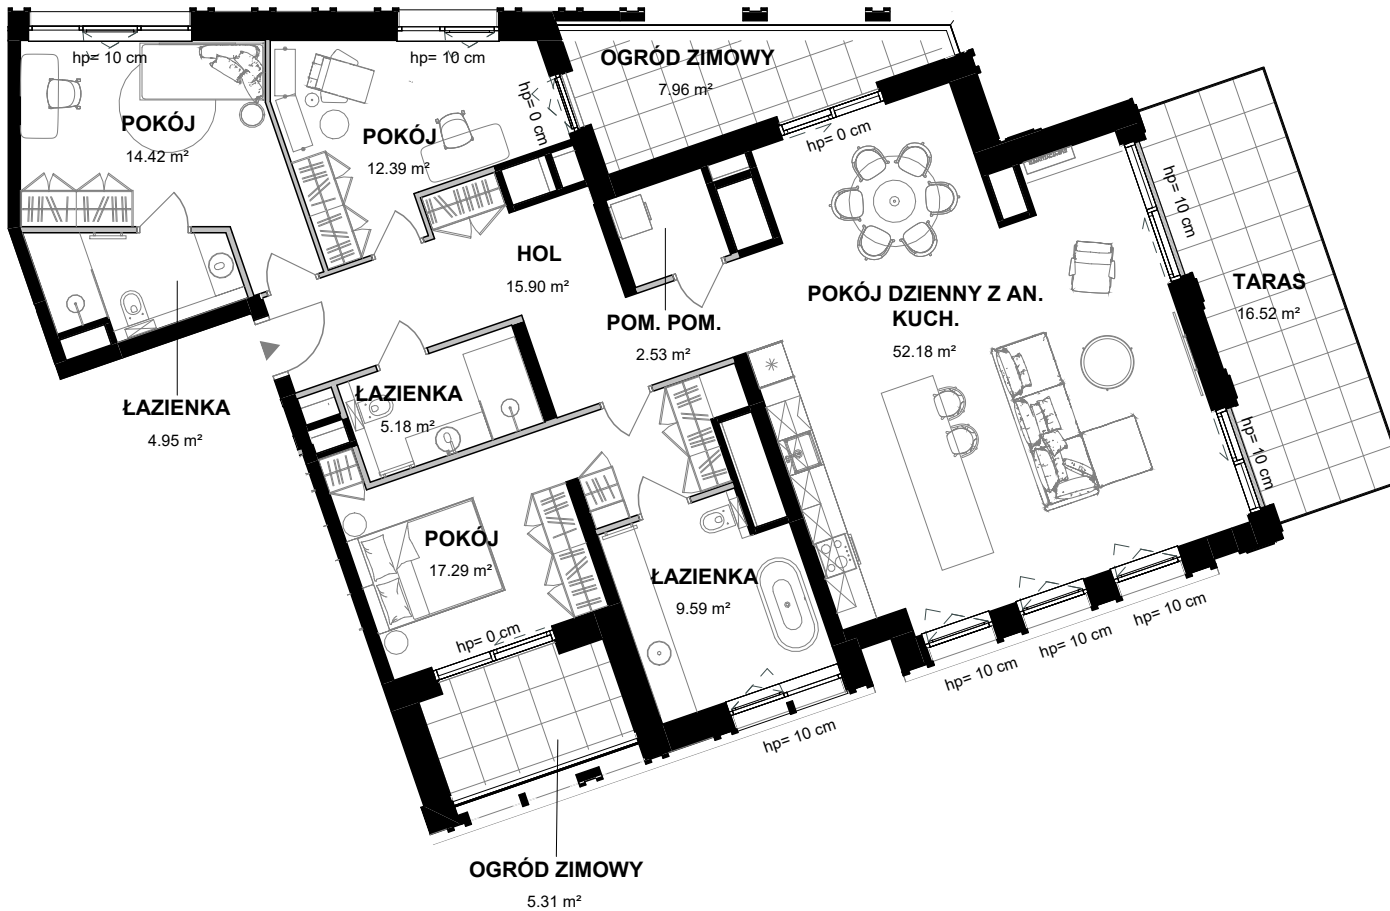 hp= 10 cm
hp= 10 cm
OGRÓD ZIMOWY
7.96 m²
hp= 0 cm
POKÓJ
14.42 m²
POKÓJ
12.39 m²
hp= 0 cm
hp= 10 cm
HOL
15.90 m²
POKÓJ DZIENNY Z AN.
KUCH.
52.18 m²
TARAS
16.52 m²
POM. POM.
2.53 m²
ŁAZIENKA
4.95 m²
ŁAZIENKA
5.18 m²
hp= 10 cm
POKÓJ
17.29 m²
ŁAZIENKA
9.59 m²
hp= 0 cm
hp= 10 cm
hp= 10 cm
hp= 10 cm
hp= 10 cm
OGRÓD ZIMOWY
5.31 m²